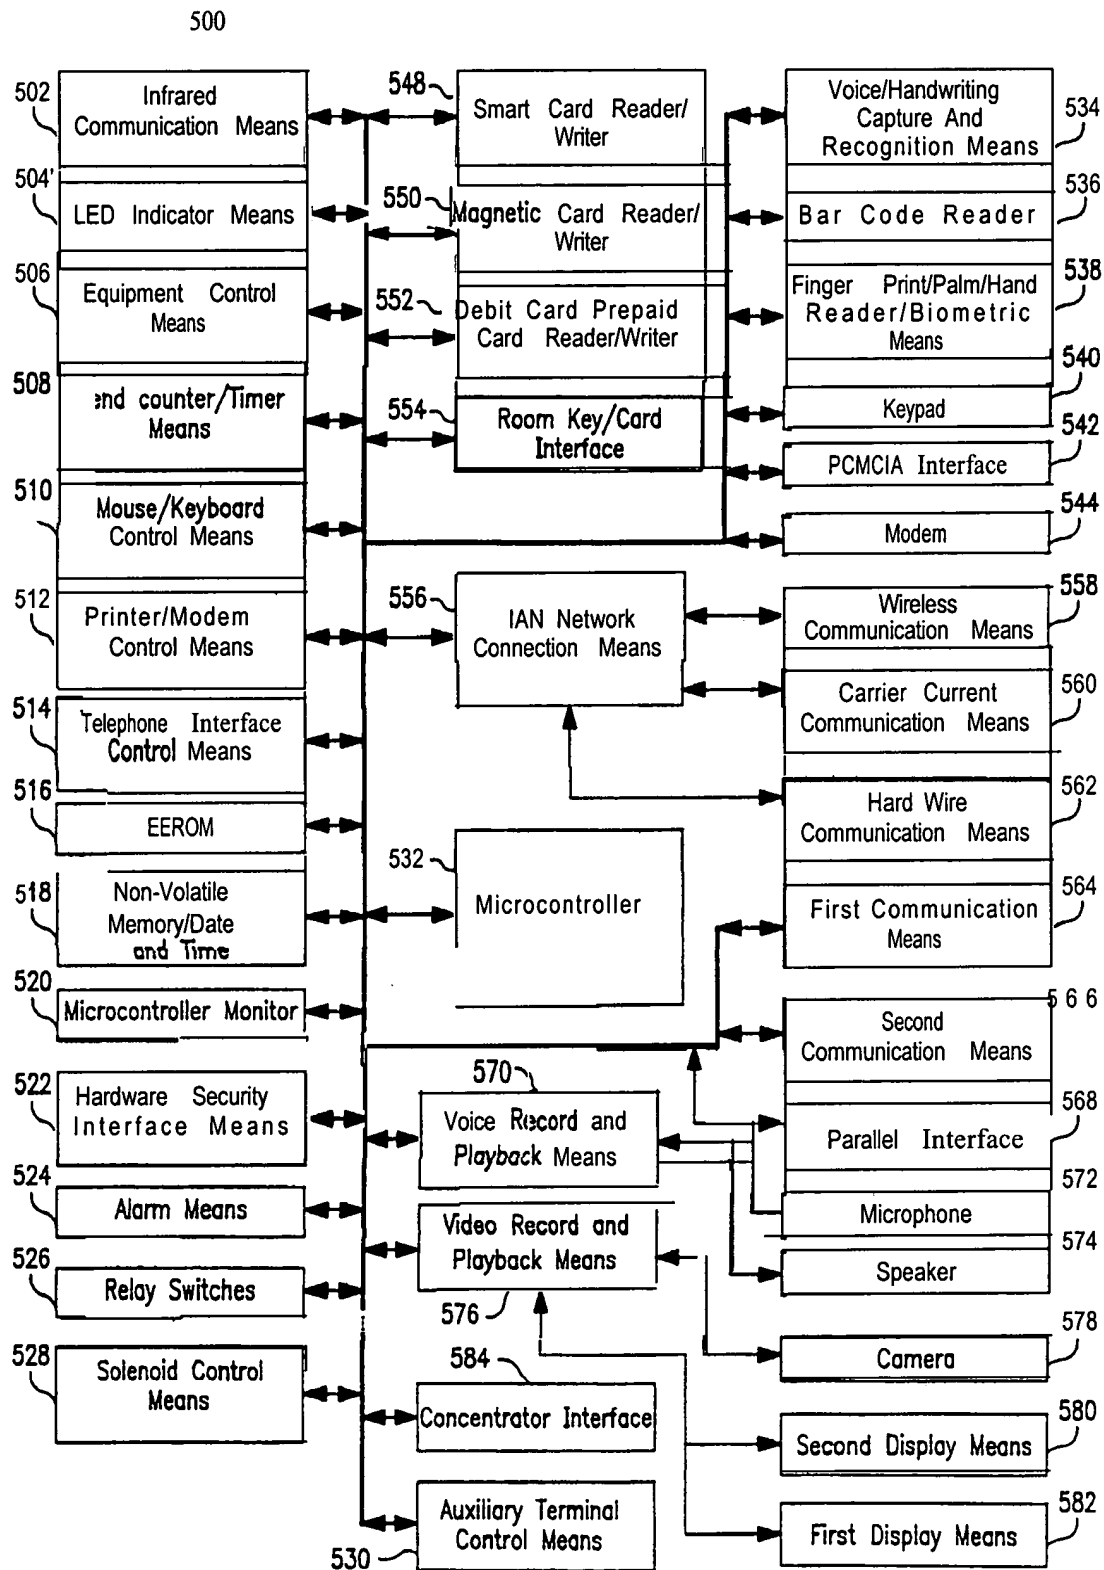 500
502
Infrared
Communication Means
504'
LED Indicator Means
506
Equipment Control
Means
508
end counter/Timer
Means
510
Mouse/Keyboard
Control Means
512
Printer/Modem
Control Means
514
Telephone Interface
Control Means
516
EEROM
518
Non-Volatile
Memory/Date
and Time
520
Microcontroller Monitor
522
Hardware Security
Interface Means
524
Alarm Means
526
Relay Switches
528
Solenoid Control
Means
548
Smart Card Reader/
Writer
550
Magnetic Card Reader/
Writer
552
Debit Card Prepaid
Card Reader/Writer
554
Room Key/Card
Interface
556
IAN Network
Connection Means
532
Microcontroller
570
Voice Record and
Playback Means
Video Record and
Playback Means
576
584
Concentrator Interface
Auxiliary Terminal
Control Means
530
Voice/Handwriting
Capture And
Recognition Means
534
Bar Code Reader
536
Finger Print/Palm/Hand
Reader/Biometric
Means
538
540
Keypad
542
PCMCIA Interface
544
Modem
Wireless
Communication Means
558
Carrier Current
Communication Means
560
Hard Wire
Communication Means
562
First Communication
Means
564
566
Second
Communication Means
568
Parallel Interface
572
Microphone
574
Speaker
578
Camera
580
Second Display Means
582
First Display Means